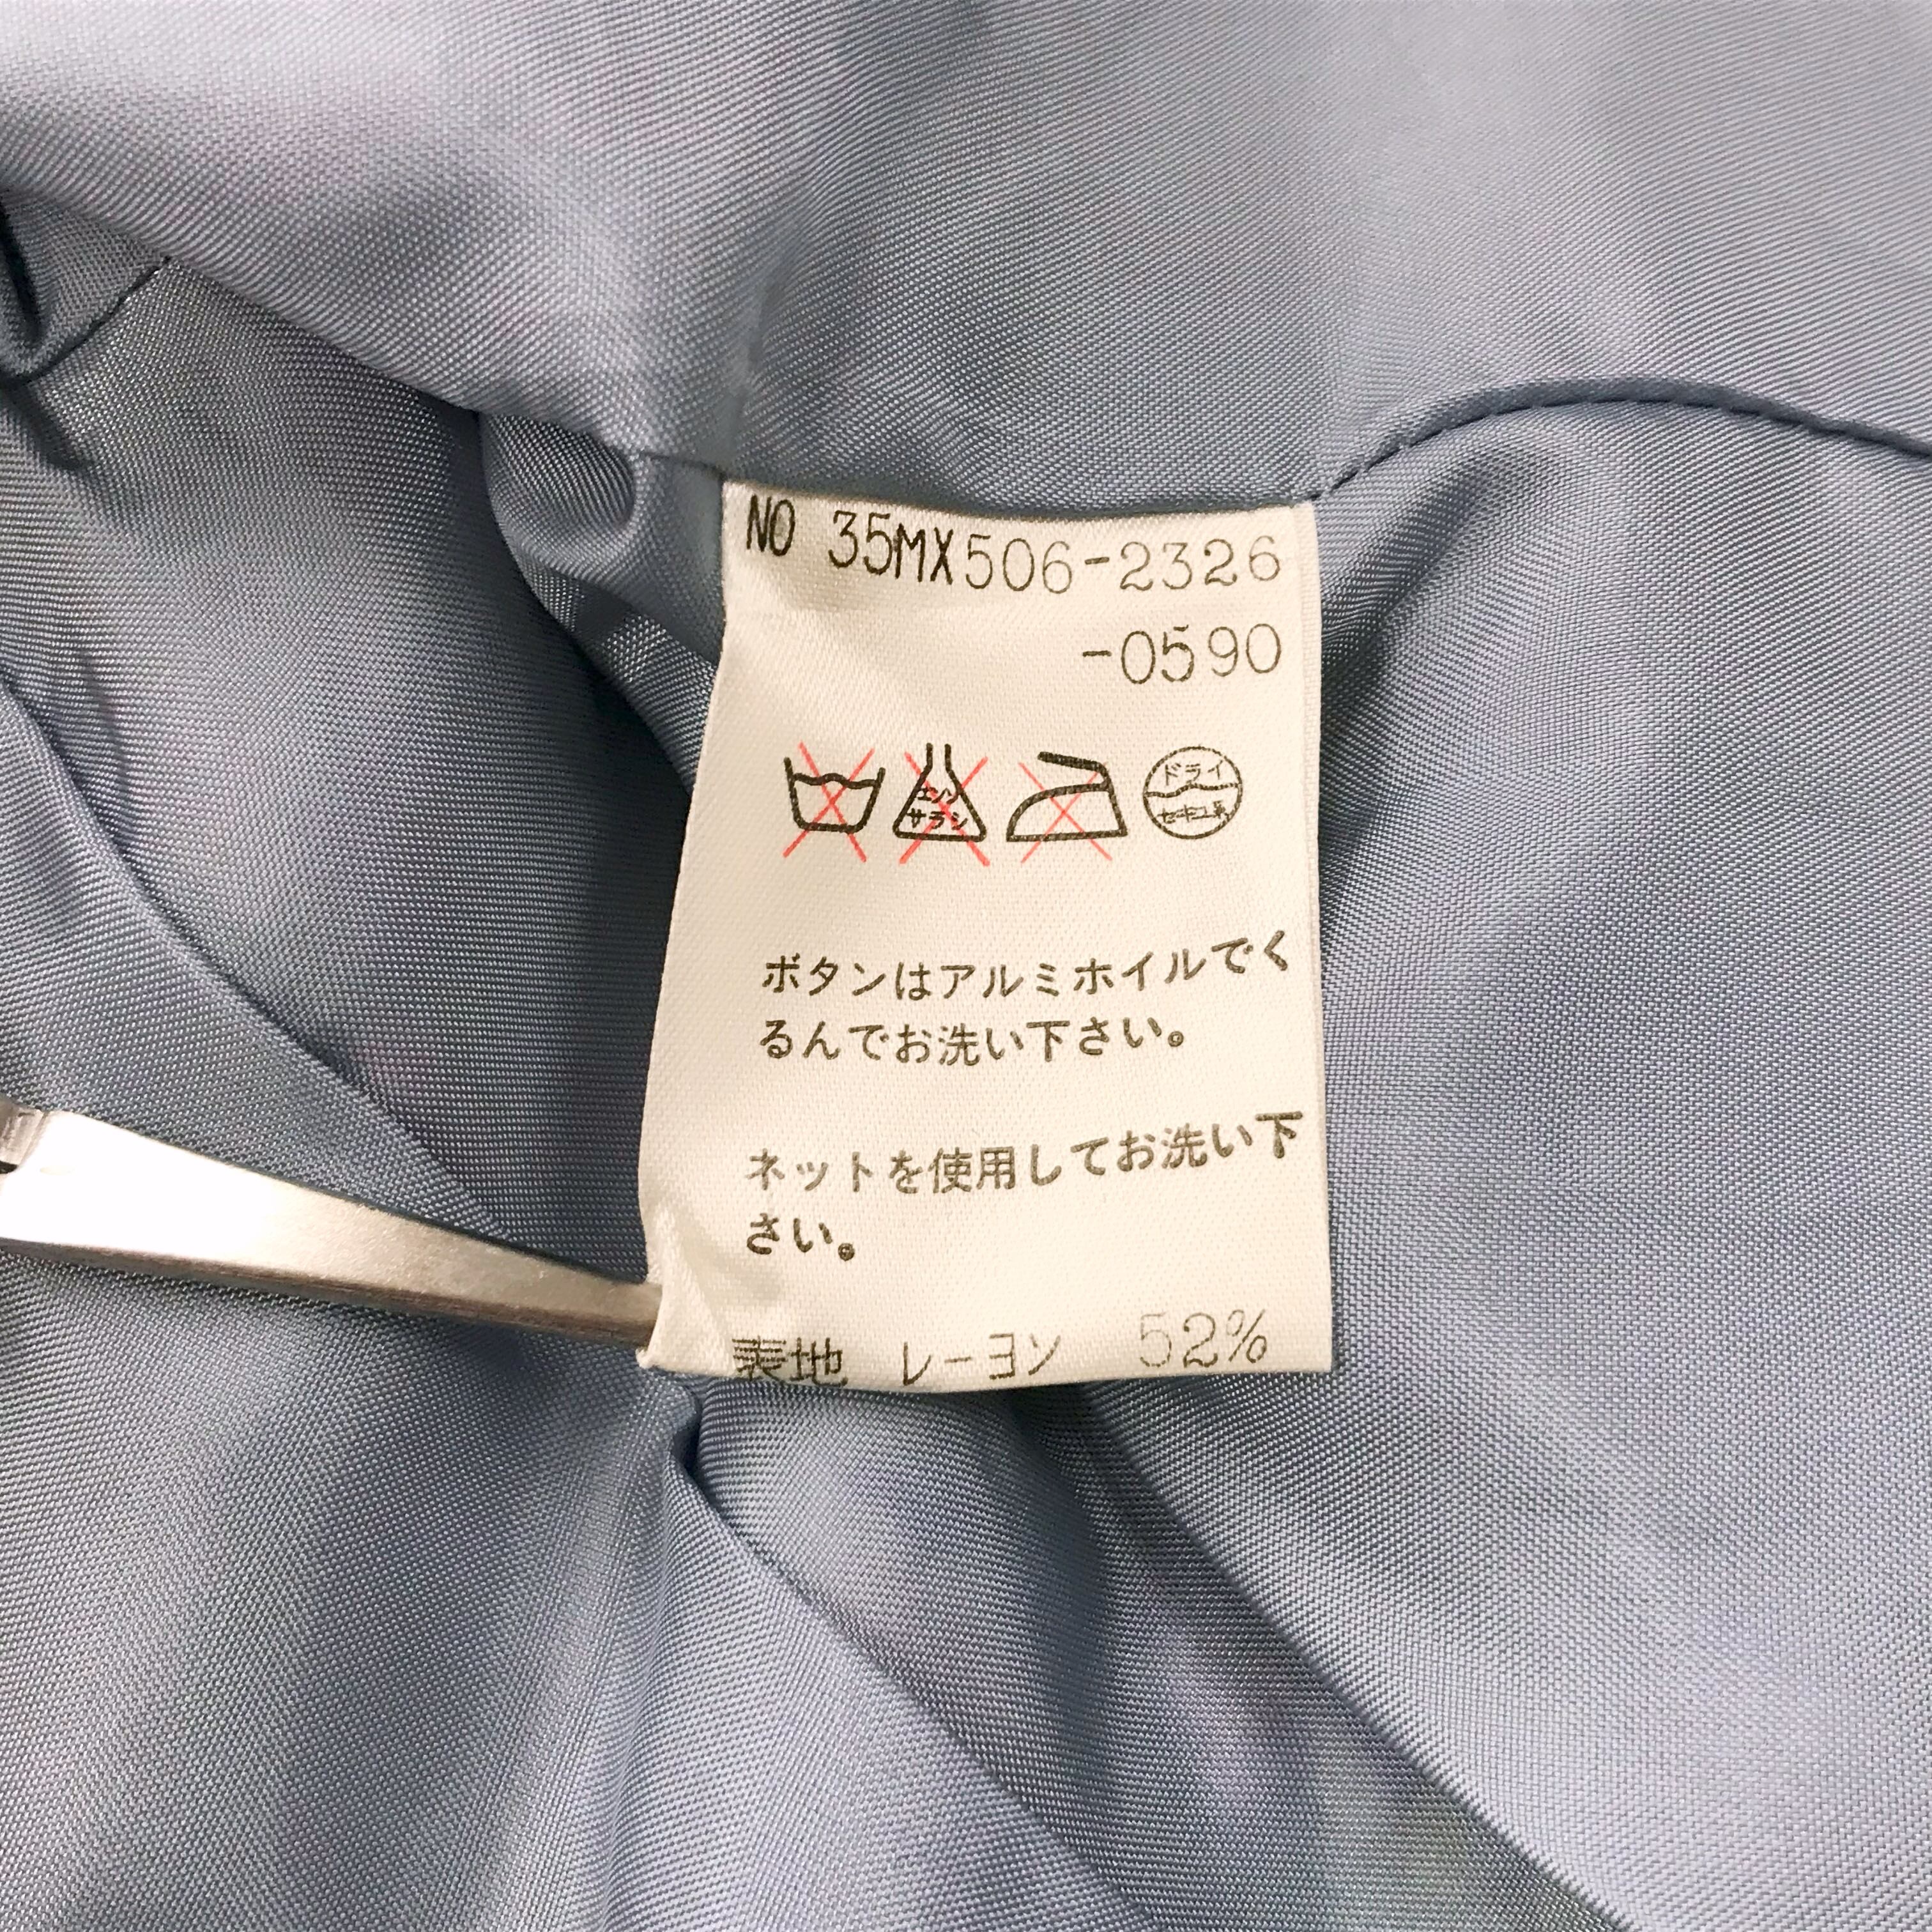 NO 35MX506-2326
-0590
エンソ
サラシ
ドライ
セキユ系
ボタンはアルミホイルでく
るんでお洗い下さい。
ネットを使用してお洗い下
さい。
表地 レーヨン 52%